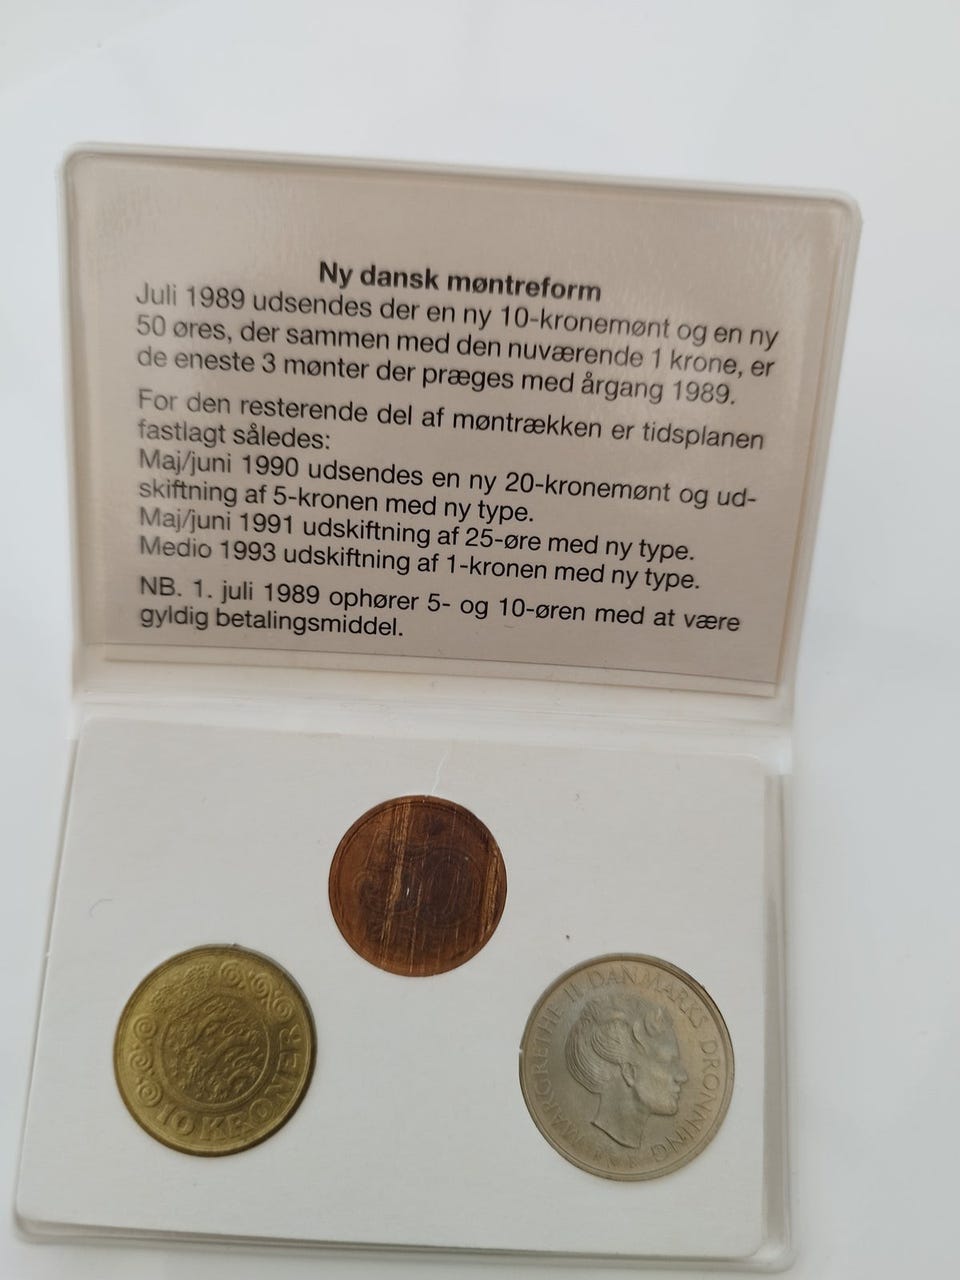 Ny dansk møntreform
Juli 1989 udsendes der en ny 10-kronemønt og en ny
50 øres, der sammen med den nuværende 1 krone, er
de eneste 3 mønter der præges med årgang 1989.
For den resterende del af møntrækken er tidsplanen
fastlagt således:
Maj/juni 1990 udsendes en ny 20-kronemønt og ud-
skiftning af 5-kronen med ny type.
Maj/juni 1991 udskiftning af 25-øre med ny type.
Medio 1993 udskiftning af 1-kronen med ny type.
NB. 1. juli 1989 ophører 5- og 10-øren med at være
gyldig betalingsmiddel.
50
10 KRONER
MARGRETHE II DANMARKS DRONNING